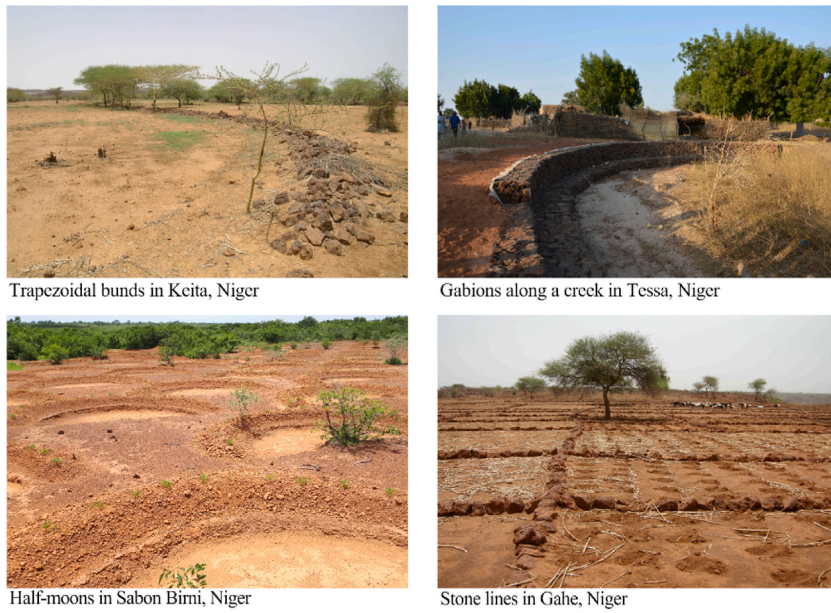 Trapezoidal bunds in Keita, Niger
Gabions along a creek in Tessa, Niger
Half-moons in Sabon Birni, Niger
Stone lines in Gahe, Niger